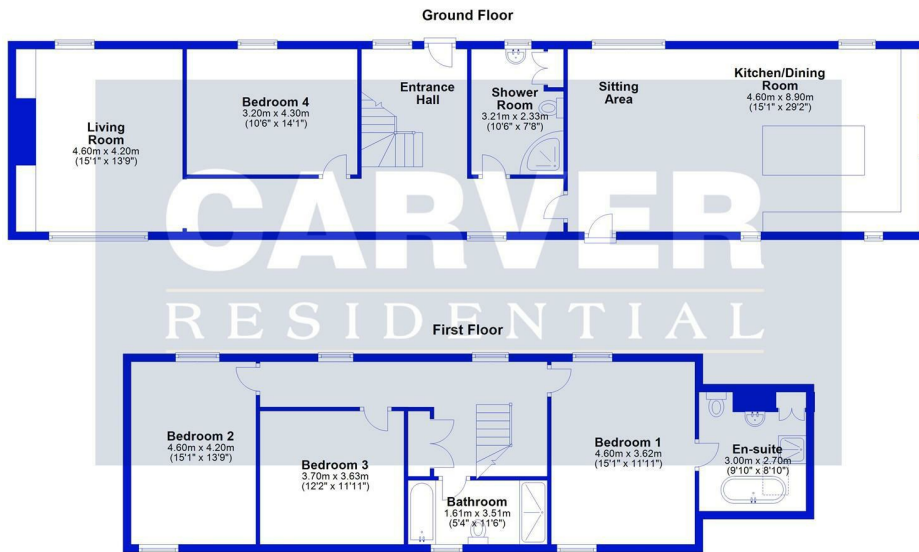 Ground Floor
Living
Room
4.60m x 4.20m
(15'1" x 13'9")
Bedroom 4
3.20m x 4.30m
(10'6" x 14'1")
Entrance
Hall
Shower
Room
3.21m x 2.33m
(10'6" x 7'8")
Sitting
Area
Kitchen/Dining
Room
4.60m x 8.90m
(15'1" x 29'2")
CARVER
RESIDENTIAL
First Floor
Bedroom 2
4.60m x 4.20m
(15'1" x 13'9")
Bedroom 3
3.70m x 3.63m
(12'2" x 11'11")
Bathroom
1.61m x 3.51m
(5'4" x 11'6")
Bedroom 1
4.60m x 3.62m
(15'1" x 11'11")
En-suite
3.00m x 2.70m
(9'10" x 8'10")